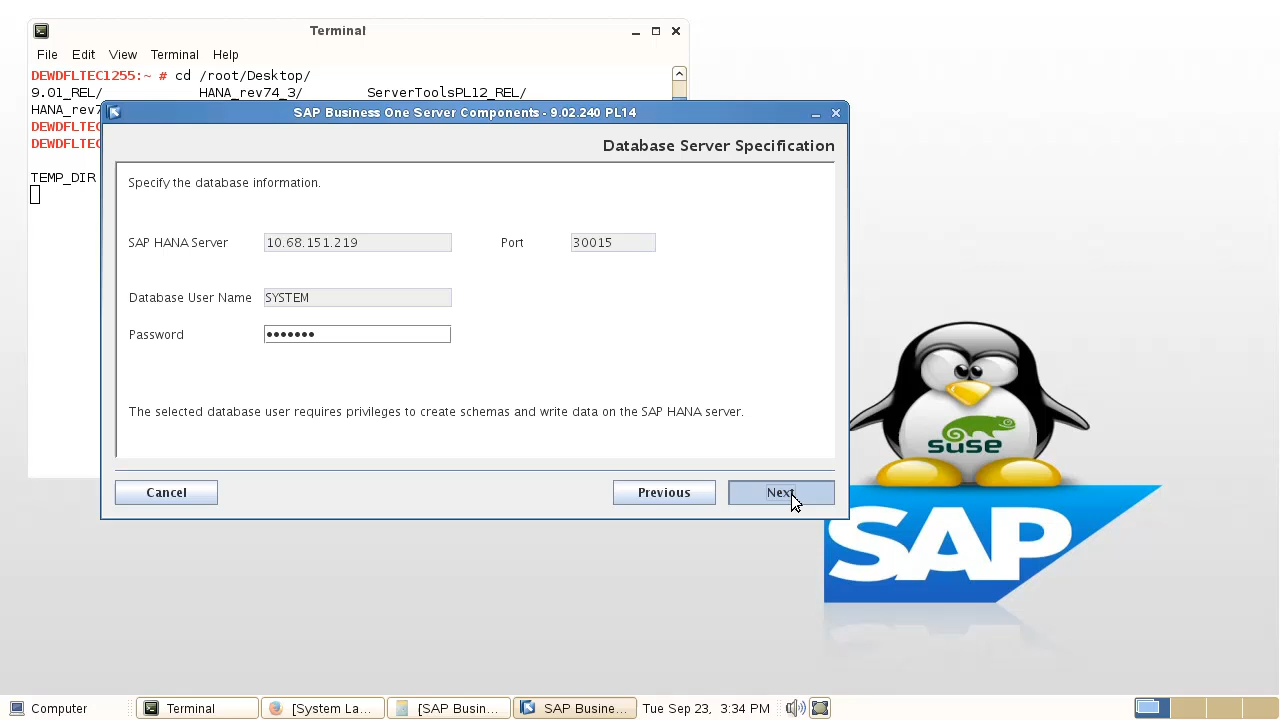 Terminal
File Edit View Terminal Help
DEWDFLTEC1255:~ # cd /root/Desktop/
9.01_REL/ HANA_rev74_3/ ServerToolsPL12_REL/
HANA_rev7
DEWDFLTEC
DEWDFLTEC
TEMP_DIR
SAP Business One Server Components - 9.02.240 PL14
Database Server Specification
Specify the database information.
SAP HANA Server 10.68.151.219 Port 30015
Database User Name SYSTEM
Password •••••••
The selected database user requires privileges to create schemas and write data on the SAP HANA server.
Cancel Previous Next
suse
SAP
Computer Terminal [System La... [SAP Busin... SAP Busine... Tue Sep 23, 3:34 PM